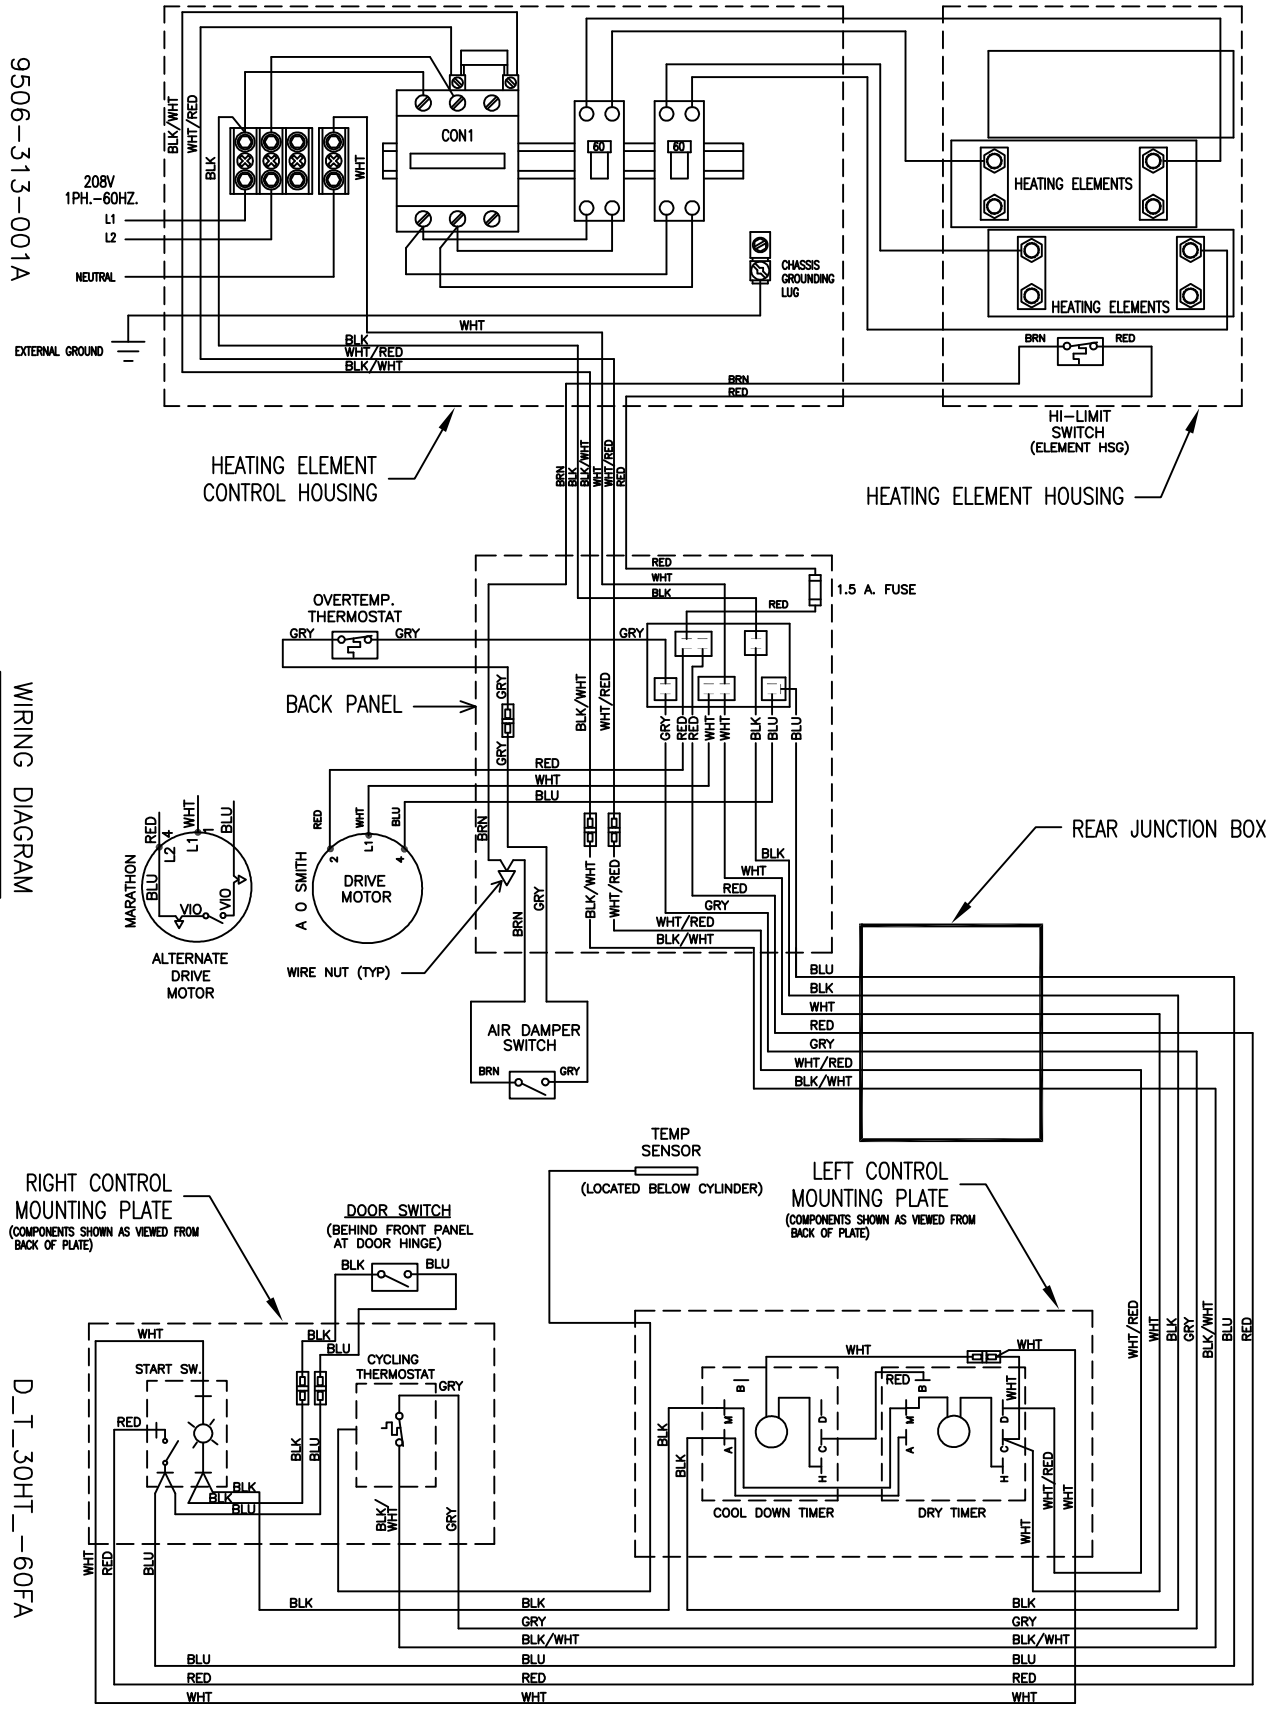 9506-313-001A
WIRING DIAGRAM
D_T_30HT_-60FA
BLK/WHT
WHT/RED
BLK
WHT
CON1
60
60
208V
1PH.-60HZ.
L1
L2
NEUTRAL
EXTERNAL GROUND
CHASSIS
GROUNDING
LUG
HEATING ELEMENTS
HEATING ELEMENTS
WHT
BLK
WHT/RED
BLK/WHT
BRN
RED
BRN
RED
HI-LIMIT
SWITCH
(ELEMENT HSG)
HEATING ELEMENT
CONTROL HOUSING
HEATING ELEMENT HOUSING
BRN
BLK
BLK/WHT
WHT
WHT/RED
RED
RED
WHT
BLK
RED
1.5 A. FUSE
OVERTEMP.
THERMOSTAT
GRY
GRY
GRY
BACK PANEL
GRY
GRY
BLK/WHT
WHT/RED
GRY
RED
RED
WHT
WHT
BLK
BLU
BLU
RED
WHT
BLU
RED
WHT
BLU
2
L1
4
A O SMITH
DRIVE
MOTOR
MARATHON
RED
WHT
BLU
4
L2
L1
1
BLU
VIO
VIO
ALTERNATE
DRIVE
MOTOR
BRN
WIRE NUT (TYP)
BRN
GRY
BLK/WHT
WHT/RED
BLK
WHT
RED
GRY
WHT/RED
BLK/WHT
REAR JUNCTION BOX
BLU
BLK
WHT
RED
GRY
WHT/RED
BLK/WHT
AIR DAMPER
SWITCH
BRN
GRY
TEMP
SENSOR
(LOCATED BELOW CYLINDER)
RIGHT CONTROL
MOUNTING PLATE
(COMPONENTS SHOWN AS VIEWED FROM
BACK OF PLATE)
LEFT CONTROL
MOUNTING PLATE
(COMPONENTS SHOWN AS VIEWED FROM
BACK OF PLATE)
DOOR SWITCH
(BEHIND FRONT PANEL
AT DOOR HINGE)
BLK
BLU
WHT
BLK
BLU
START SW.
CYCLING
THERMOSTAT
GRY
RED
BLK
BLU
BLK
BLK
BLU
BLK/
WHT
GRY
WHT
RED
BLU
WHT
WHT
RED
WHT
B
M
A
D
C
H
B
M
A
D
C
H
BLK
BLK
COOL DOWN TIMER
DRY TIMER
WHT/RED
WHT
WHT
WHT/RED
WHT
BLK
GRY
BLK/WHT
BLU
RED
BLK
BLK
BLK
GRY
GRY
BLK/WHT
BLK/WHT
BLU
BLU
BLU
RED
RED
RED
WHT
WHT
WHT